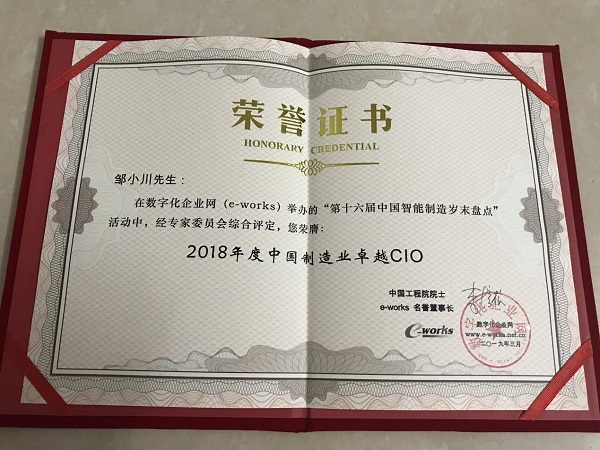 荣誉证书
HONORARY CREDENTIAL
邹小川先生：
在数字化企业网（e-works）举办的“第十六届中国智能制造岁末盘点”
活动中，经专家委员会综合评定，您荣膺：
2018年度中国制造业卓越CIO
中国工程院院士
e-works 名誉董事长
e-works
数字化企业网
www.e-works.net.cn
二〇一九年三月